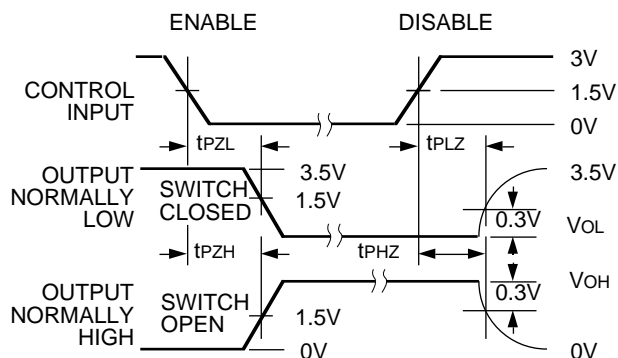 ENABLE
DISABLE
CONTROL
INPUT
3V
1.5V
0V
tPZL
tPLZ
OUTPUT
NORMALLY
LOW
SWITCH
CLOSED
3.5V
1.5V
3.5V
0.3V
VOL
tPZH
tPHZ
OUTPUT
NORMALLY
HIGH
SWITCH
OPEN
1.5V
0V
0.3V
VOH
0V